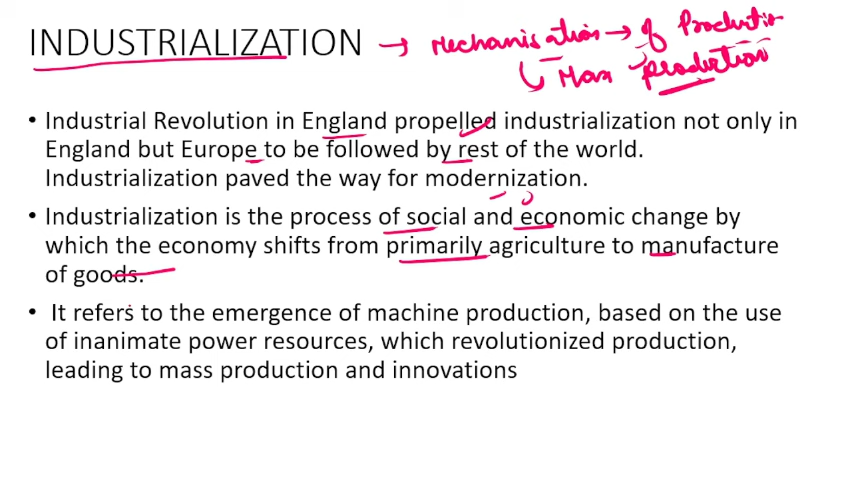 INDUSTRIALIZATION → Mechanisation → of Production
↳ Mass production
• Industrial Revolution in England propelled industrialization not only in
England but Europe to be followed by rest of the world.
Industrialization paved the way for modernization.
• Industrialization is the process of social and economic change by
which the economy shifts from primarily agriculture to manufacture
of goods.
• It refers to the emergence of machine production, based on the use
of inanimate power resources, which revolutionized production,
leading to mass production and innovations